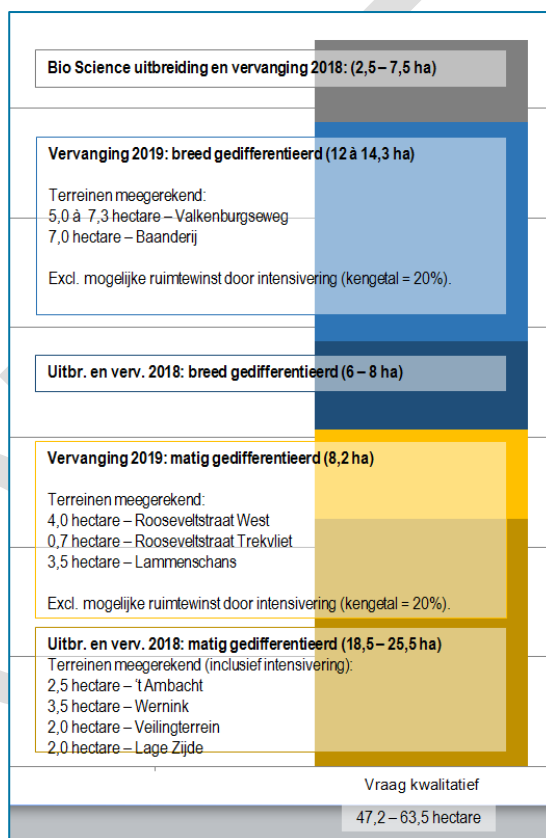 Bio Science uitbreiding en vervanging 2018: (2,5 – 7,5 ha)
Vervanging 2019: breed gedifferentieerd (12 à 14,3 ha)
Terreinen meegerekend:
5,0 à 7,3 hectare – Valkenburgseweg
7,0 hectare – Baanderij
Excl. mogelijke ruimtewinst door intensivering (kengetal = 20%).
Uitbr. en verv. 2018: breed gedifferentieerd (6 – 8 ha)
Vervanging 2019: matig gedifferentieerd (8,2 ha)
Terreinen meegerekend:
4,0 hectare – Rooseveltstraat West
0,7 hectare – Rooseveltstraat Trekvliet
3,5 hectare – Lammenschans
Excl. mogelijke ruimtewinst door intensivering (kengetal = 20%).
Uitbr. en verv. 2018: matig gedifferentieerd (18,5 – 25,5 ha)
Terreinen meegerekend (inclusief intensivering):
2,5 hectare – 't Ambacht
3,5 hectare – Wernink
2,0 hectare – Veilingterrein
2,0 hectare – Lage Zijde
Vraag kwalitatief
47,2 – 63,5 hectare